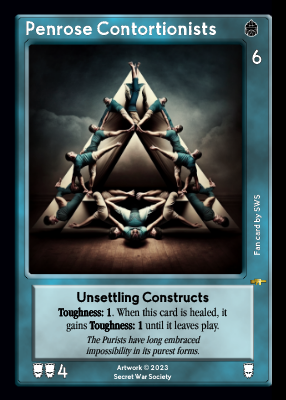 Penrose Contortionists
6
Fan card by SWS
Unsettling Constructs
Toughness: 1. When this card is healed, it
gains Toughness: 1 until it leaves play.
The Purists have long embraced
impossibility in its purest forms.
4
Artwork © 2023
Secret War Society